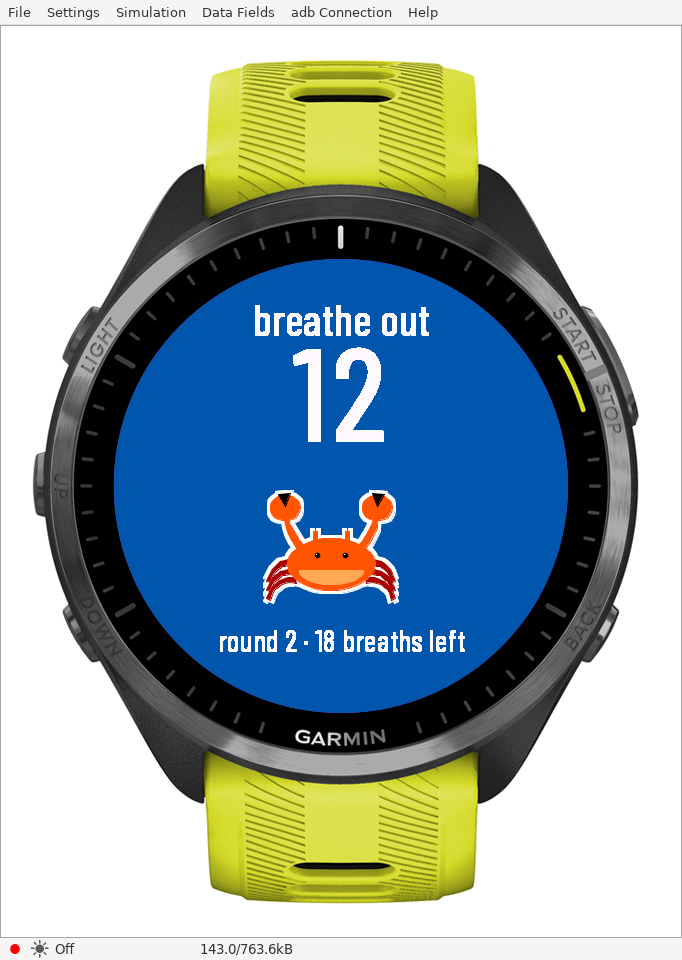 File Settings Simulation Data Fields adb Connection Help
LIGHT
START
STOP
UP
DOWN
BACK
breathe out
12
round 2 · 18 breaths left
GARMIN
Off 143.0/763.6kB